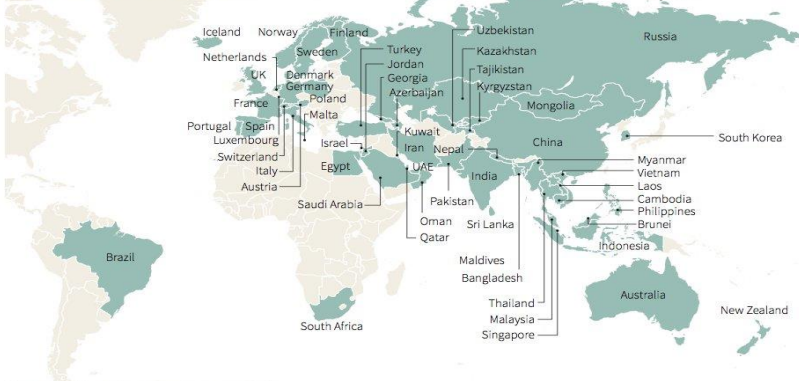 Iceland
Norway
Finland
Sweden
Russia
Netherlands
UK
Denmark
Germany
Poland
France
Malta
Portugal
Spain
Luxembourg
Switzerland
Italy
Austria
Turkey
Jordan
Georgia
Azerbaijan
Uzbekistan
Kazakhstan
Tajikistan
Kyrgyzstan
Mongolia
China
South Korea
Kuwait
Iran
Nepal
Israel
Egypt
UAE
India
Saudi Arabia
Pakistan
Oman
Qatar
Sri Lanka
Maldives
Bangladesh
Myanmar
Vietnam
Laos
Cambodia
Philippines
Brunei
Indonesia
Thailand
Malaysia
Singapore
Brazil
South Africa
Australia
New Zealand